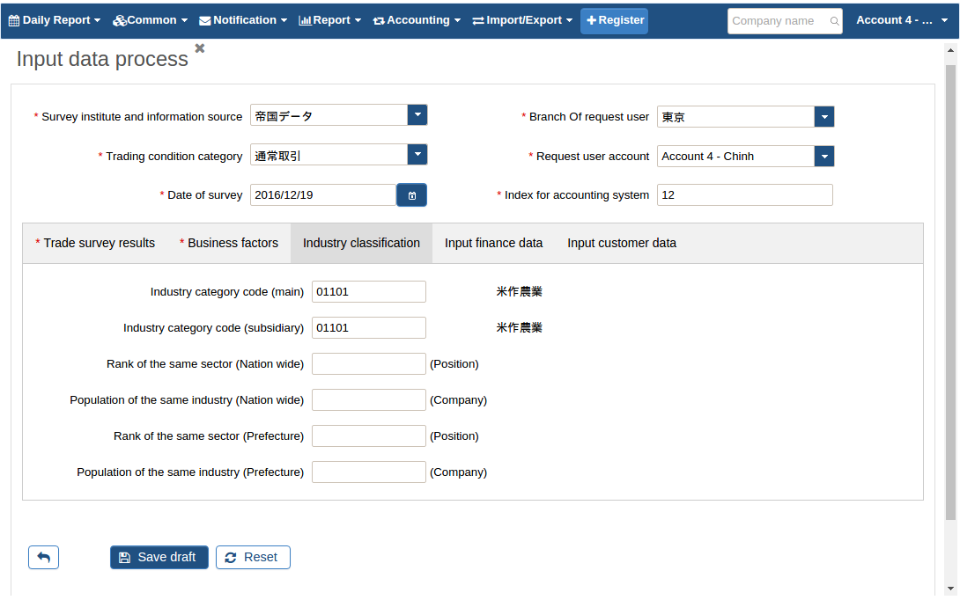 Daily Report Common Notification Report Accounting Import/Export Register Company name Account 4 - ...
Input data process
* Survey institute and information source 帝国データ * Branch Of request user 東京
* Trading condition category 通常取引 * Request user account Account 4 - Chinh
* Date of survey 2016/12/19 * Index for accounting system 12
* Trade survey results * Business factors Industry classification Input finance data Input customer data
Industry category code (main) 01101 米作農業
Industry category code (subsidiary) 01101 米作農業
Rank of the same sector (Nation wide) (Position)
Population of the same industry (Nation wide) (Company)
Rank of the same sector (Prefecture) (Position)
Population of the same industry (Prefecture) (Company)
Save draft Reset